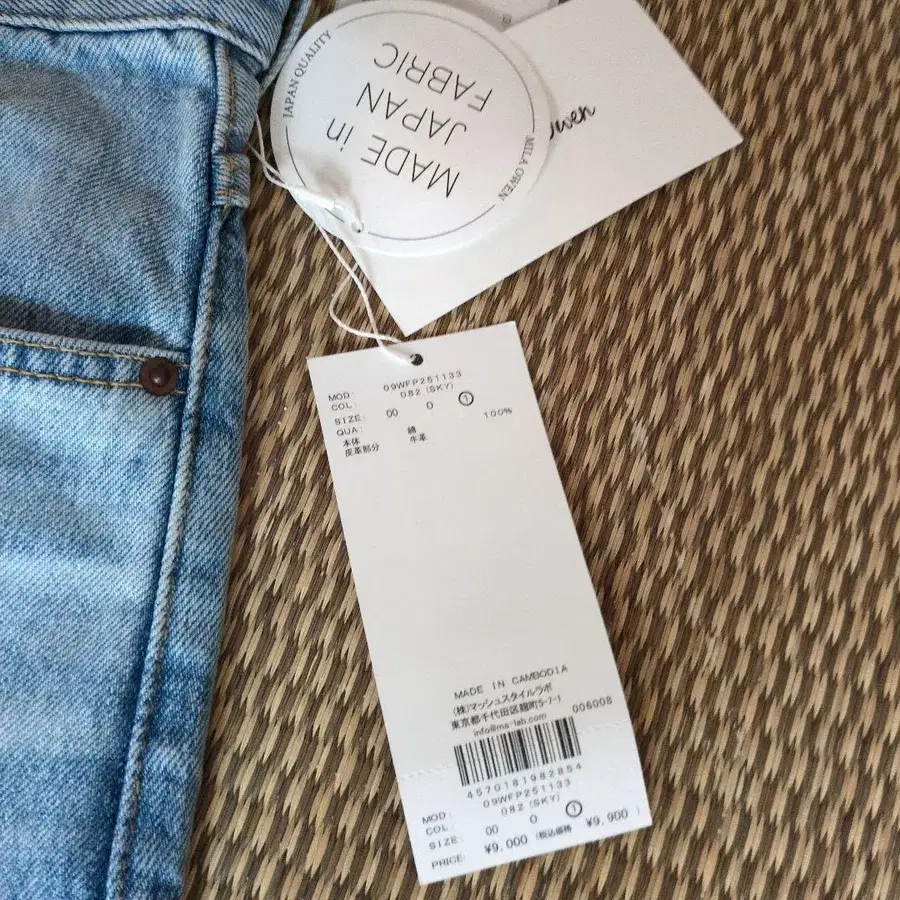 JAPAN QUALITY
MADE in
JAPAN
FABRIC
MILA OWEN
Owen
MOD: 09WFP251133
COL: 082 (SKY)
SIZE: 00 0 ①
QUA:
本体 綿 100%
皮革部分 牛革
MADE IN CAMBODIA
(株)マッシュスタイルラボ
東京都千代田区麹町5-7-1
info@ms-lab.com 006008
4570181982854
MOD: 09WFP251133
COL: 082 (SKY)
SIZE: 00 0 ①
PRICE: ¥9,000 (税込価格 ¥9,900 )